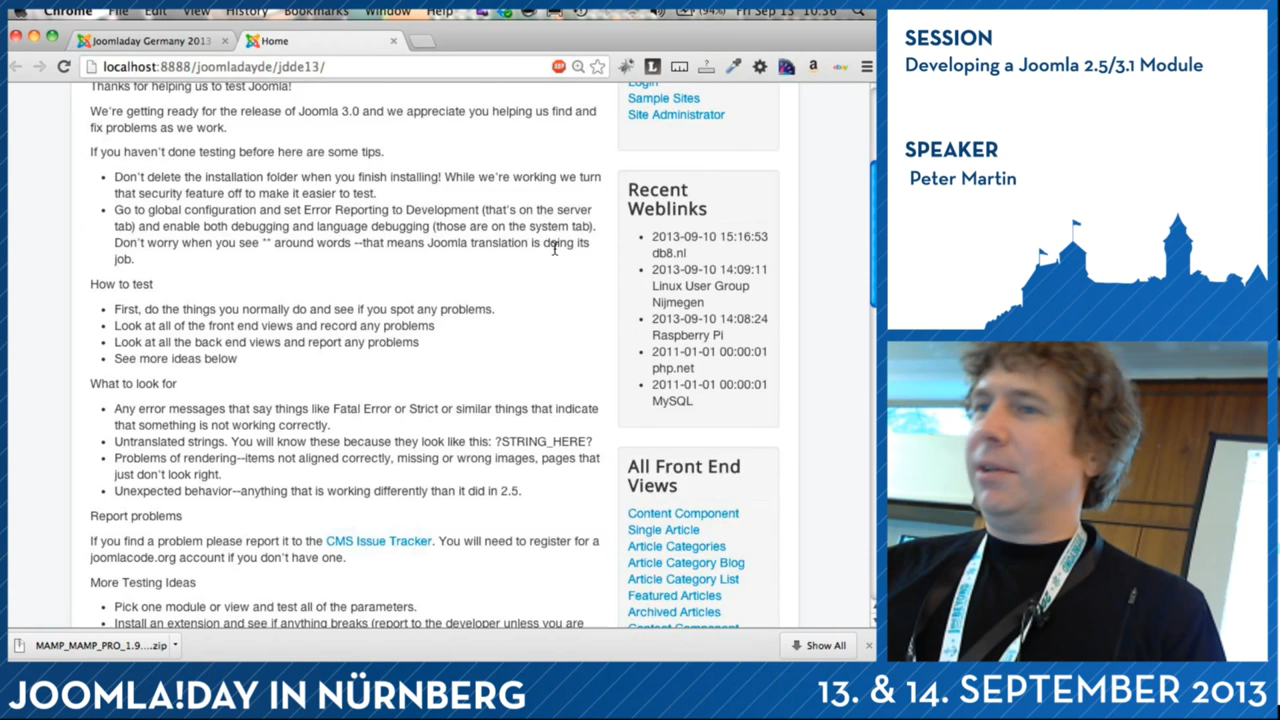 Chrome File Edit View History Bookmarks Window Help (94%) Fri Sep 13 10:36
Joomladay Germany 2013
Home
localhost:8888/joomladayde/jdde13/
Thanks for helping us to test Joomla!
We're getting ready for the release of Joomla 3.0 and we appreciate you helping us find and
fix problems as we work.
If you haven't done testing before here are some tips.
Don't delete the installation folder when you finish installing! While we're working we turn
that security feature off to make it easier to test.
Go to global configuration and set Error Reporting to Development (that's on the server
tab) and enable both debugging and language debugging (those are on the system tab).
Don't worry when you see ** around words --that means Joomla translation is doing its
job.
How to test
First, do the things you normally do and see if you spot any problems.
Look at all of the front end views and record any problems
Look at all the back end views and report any problems
See more ideas below
What to look for
Any error messages that say things like Fatal Error or Strict or similar things that indicate
that something is not working correctly.
Untranslated strings. You will know these because they look like this: ?STRING_HERE?
Problems of rendering--items not aligned correctly, missing or wrong images, pages that
just don't look right.
Unexpected behavior--anything that is working differently than it did in 2.5.
Report problems
If you find a problem please report it to the CMS Issue Tracker. You will need to register for a
joomlacode.org account if you don't have one.
More Testing Ideas
Pick one module or view and test all of the parameters.
Install an extension and see if anything breaks (report to the developer unless you are
Login
Sample Sites
Site Administrator
Recent
Weblinks
2013-09-10 15:16:53
db8.nl
2013-09-10 14:09:11
Linux User Group
Nijmegen
2013-09-10 14:08:24
Raspberry Pi
2011-01-01 00:00:01
php.net
2011-01-01 00:00:01
MySQL
All Front End
Views
Content Component
Single Article
Article Categories
Article Category Blog
Article Category List
Featured Articles
Archived Articles
Contact Component
MAMP_MAMP_PRO_1.9....zip
Show All
SESSION
Developing a Joomla 2.5/3.1 Module
SPEAKER
Peter Martin
JOOMLA!DAY IN NÜRNBERG
13. & 14. SEPTEMBER 2013